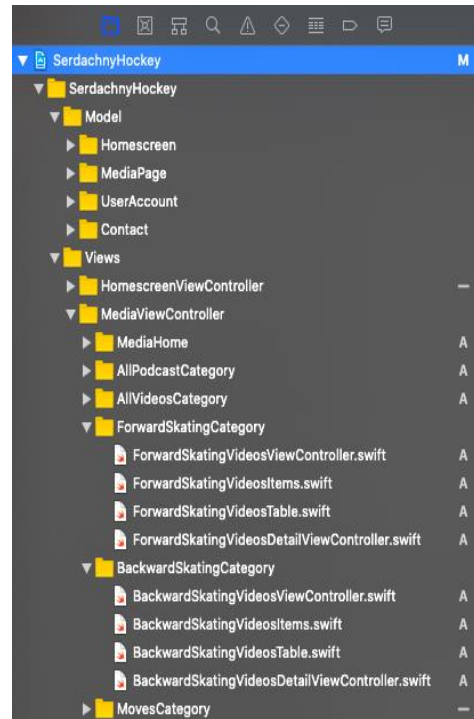 SerdachnyHockey M
SerdachnyHockey
Model
Homescreen
MediaPage
UserAccount
Contact
Views
HomescreenViewController
MediaViewController
MediaHome A
AllPodcastCategory A
AllVideosCategory A
ForwardSkatingCategory
ForwardSkatingVideosViewController.swift A
ForwardSkatingVideosItems.swift A
ForwardSkatingVideosTable.swift A
ForwardSkatingVideosDetailViewController.swift A
BackwardSkatingCategory
BackwardSkatingVideosViewController.swift A
BackwardSkatingVideosItems.swift A
BackwardSkatingVideosTable.swift A
BackwardSkatingVideosDetailViewController.swift A
MovesCategory